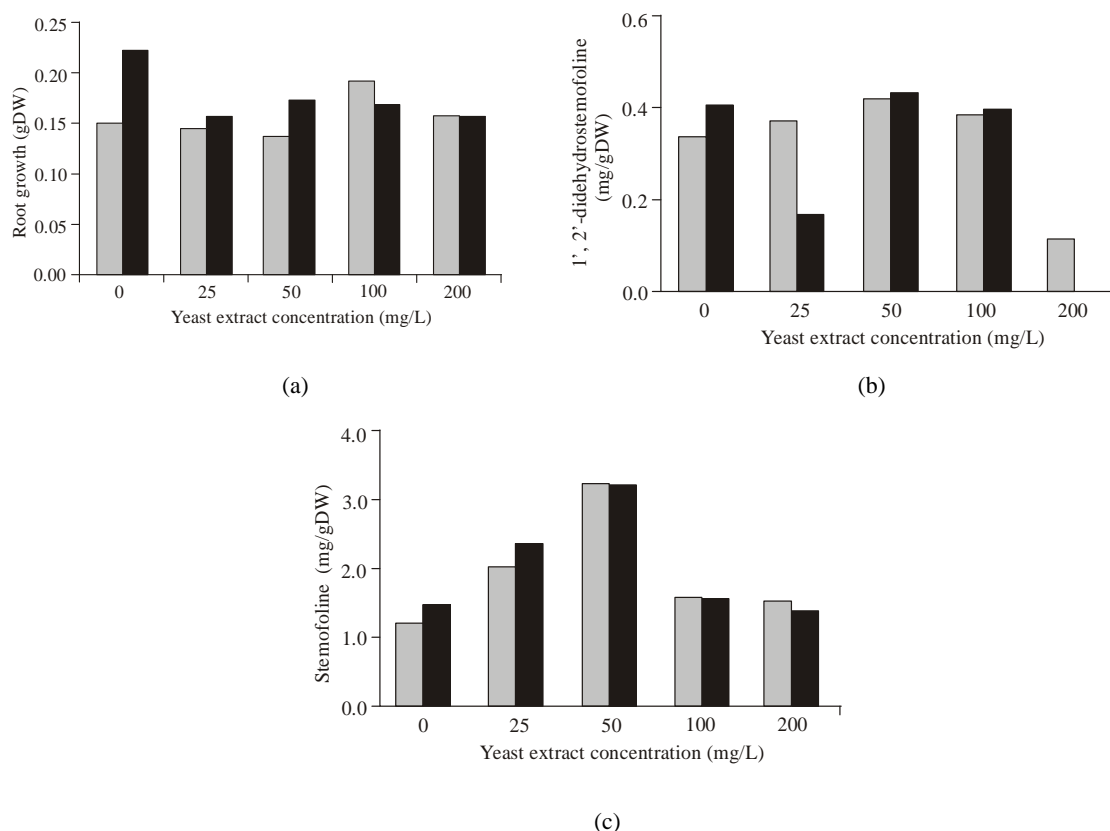 0.25
0.20
0.15
0.10
0.05
0.00
Root growth (gDW)
0 25 50 100 200
Yeast extract concentration (mg/L)
(a)
0.6
0.4
0.2
0.0
1’, 2’-didehydrostemofoline
(mg/gDW)
0 25 50 100 200
Yeast extract concentration (mg/L)
(b)
4.0
3.0
2.0
1.0
0.0
Stemofoline (mg/gDW)
0 25 50 100 200
Yeast extract concentration (mg/L)
(c)